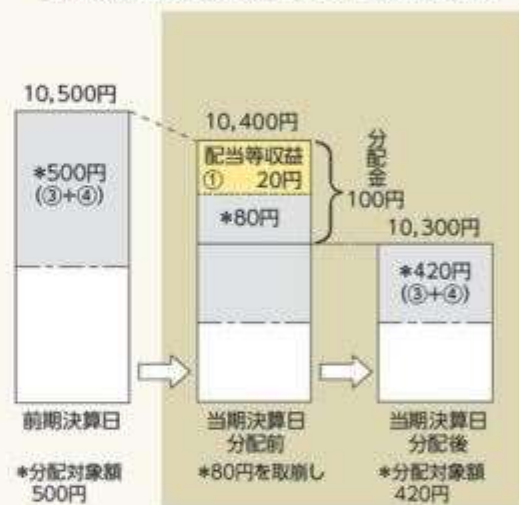 10,500円
*500円
(③+④)
前期決算日
*分配対象額
500円
10,400円
配当等収益
① 20円
*80円
分配金
100円
当期決算日
分配前
*80円を取崩し
10,300円
*420円
(③+④)
当期決算日
分配後
*分配対象額
420円